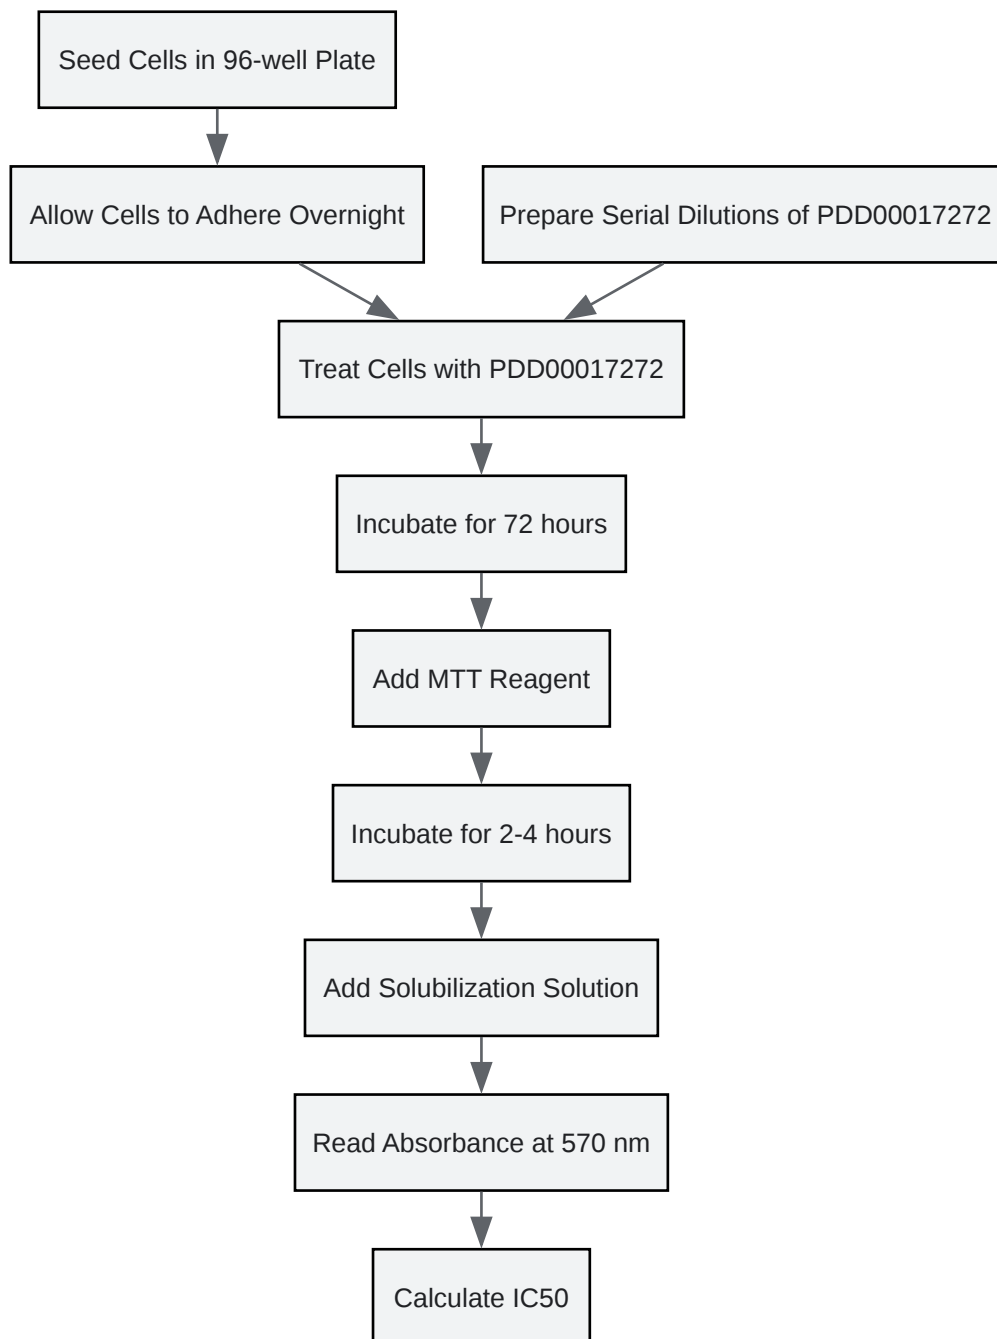 Seed Cells in 96-well Plate
Allow Cells to Adhere Overnight
Prepare Serial Dilutions of PDD00017272
Treat Cells with PDD00017272
Incubate for 72 hours
Add MTT Reagent
Incubate for 2-4 hours
Add Solubilization Solution
Read Absorbance at 570 nm
Calculate IC50